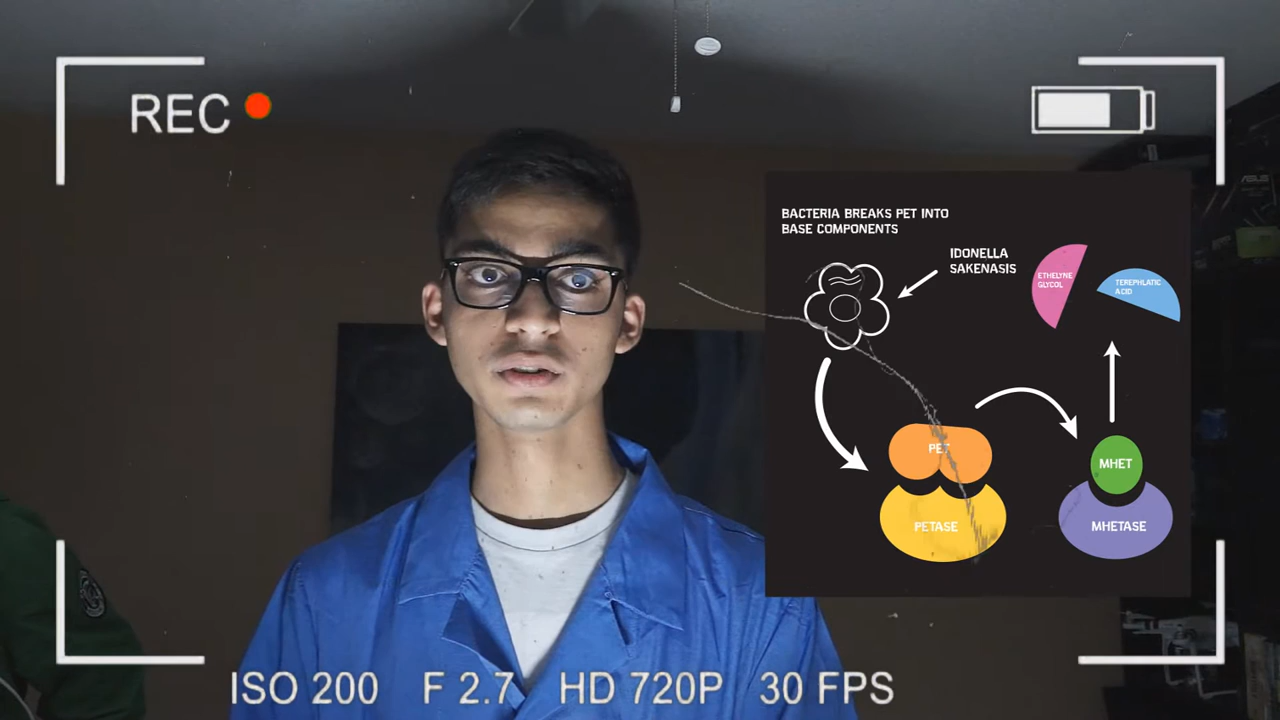 REC
BACTERIA BREAKS PET INTO
BASE COMPONENTS
IDONELLA
SAKENASIS
ETHELYNE
GLYCOL
TEREPHLATIC
ACID
PET
PETASE
MHET
MHETASE
ASUS
ISO 200 F 2.7 HD 720P 30 FPS